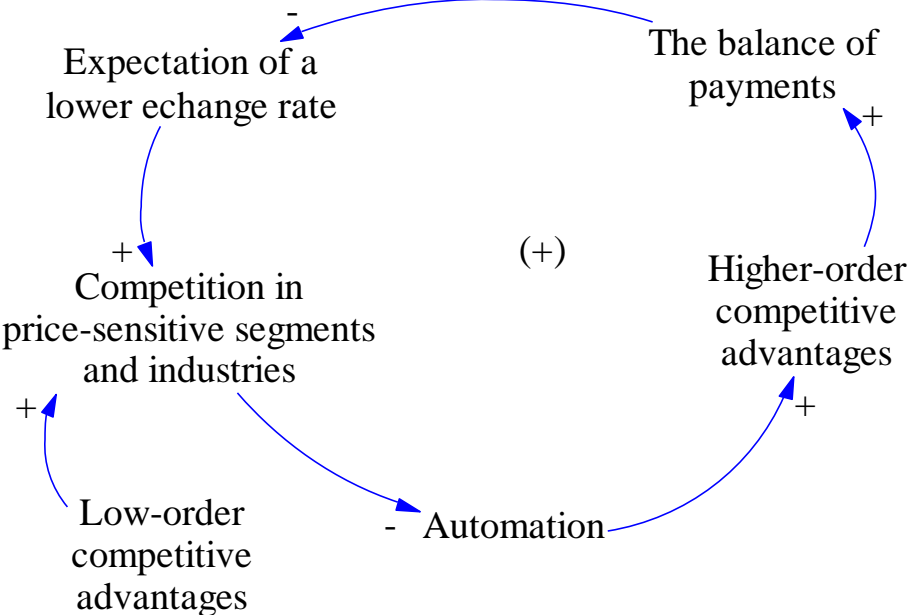 -
Expectation of a
lower echange rate
The balance of
payments
+
+
(+)
Competition in
price-sensitive segments
and industries
Higher-order
competitive
advantages
+
+
Low-order
competitive
advantages
- Automation